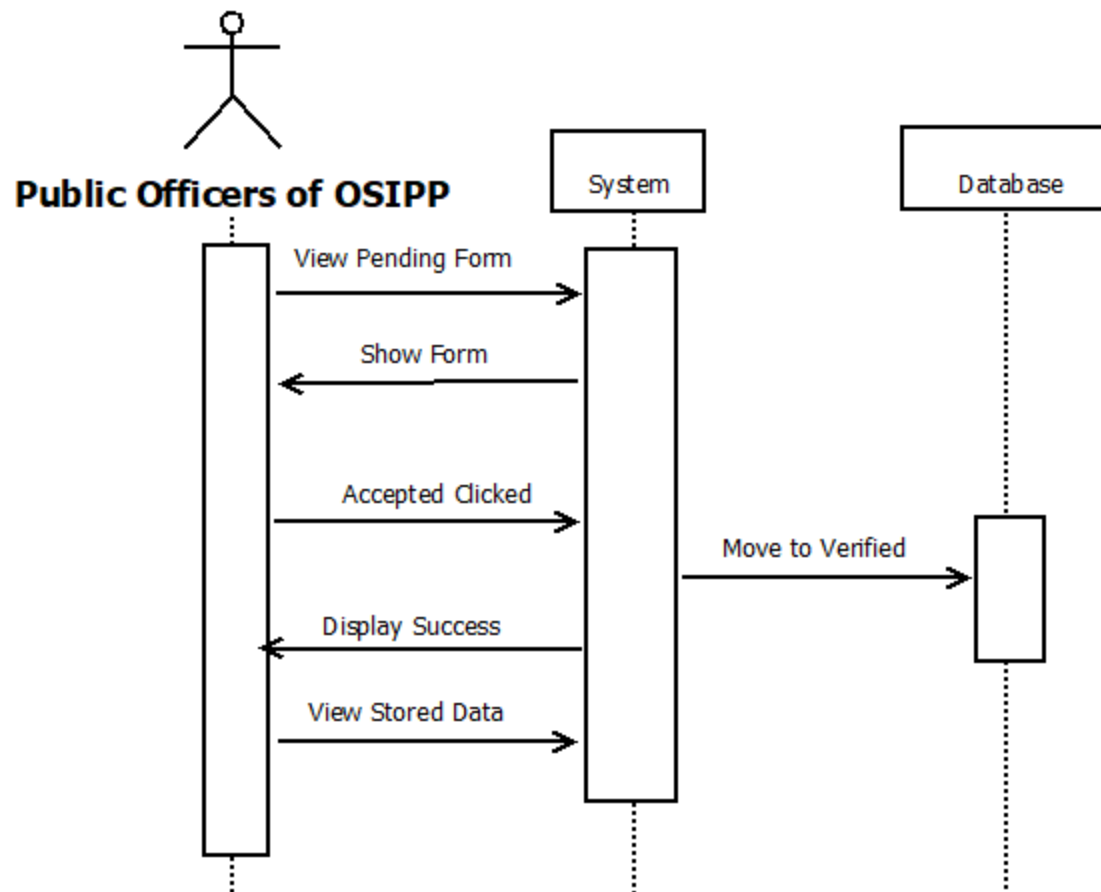 Public Officers of OSIPP
System
Database
View Pending Form
Show Form
Accepted Clicked
Move to Verified
Display Success
View Stored Data